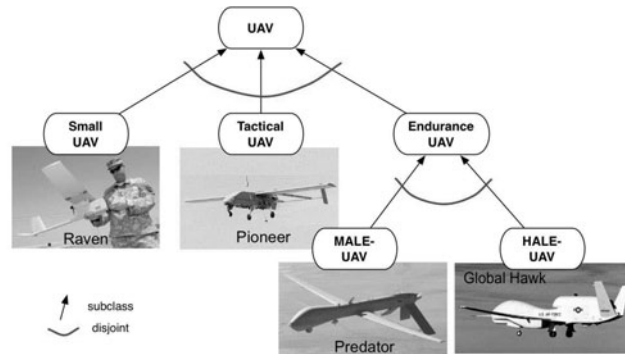 UAV
Small
UAV
Tactical
UAV
Endurance
UAV
Raven
Pioneer
MALE-
UAV
HALE-
UAV
Global Hawk
Predator
subclass
disjoint